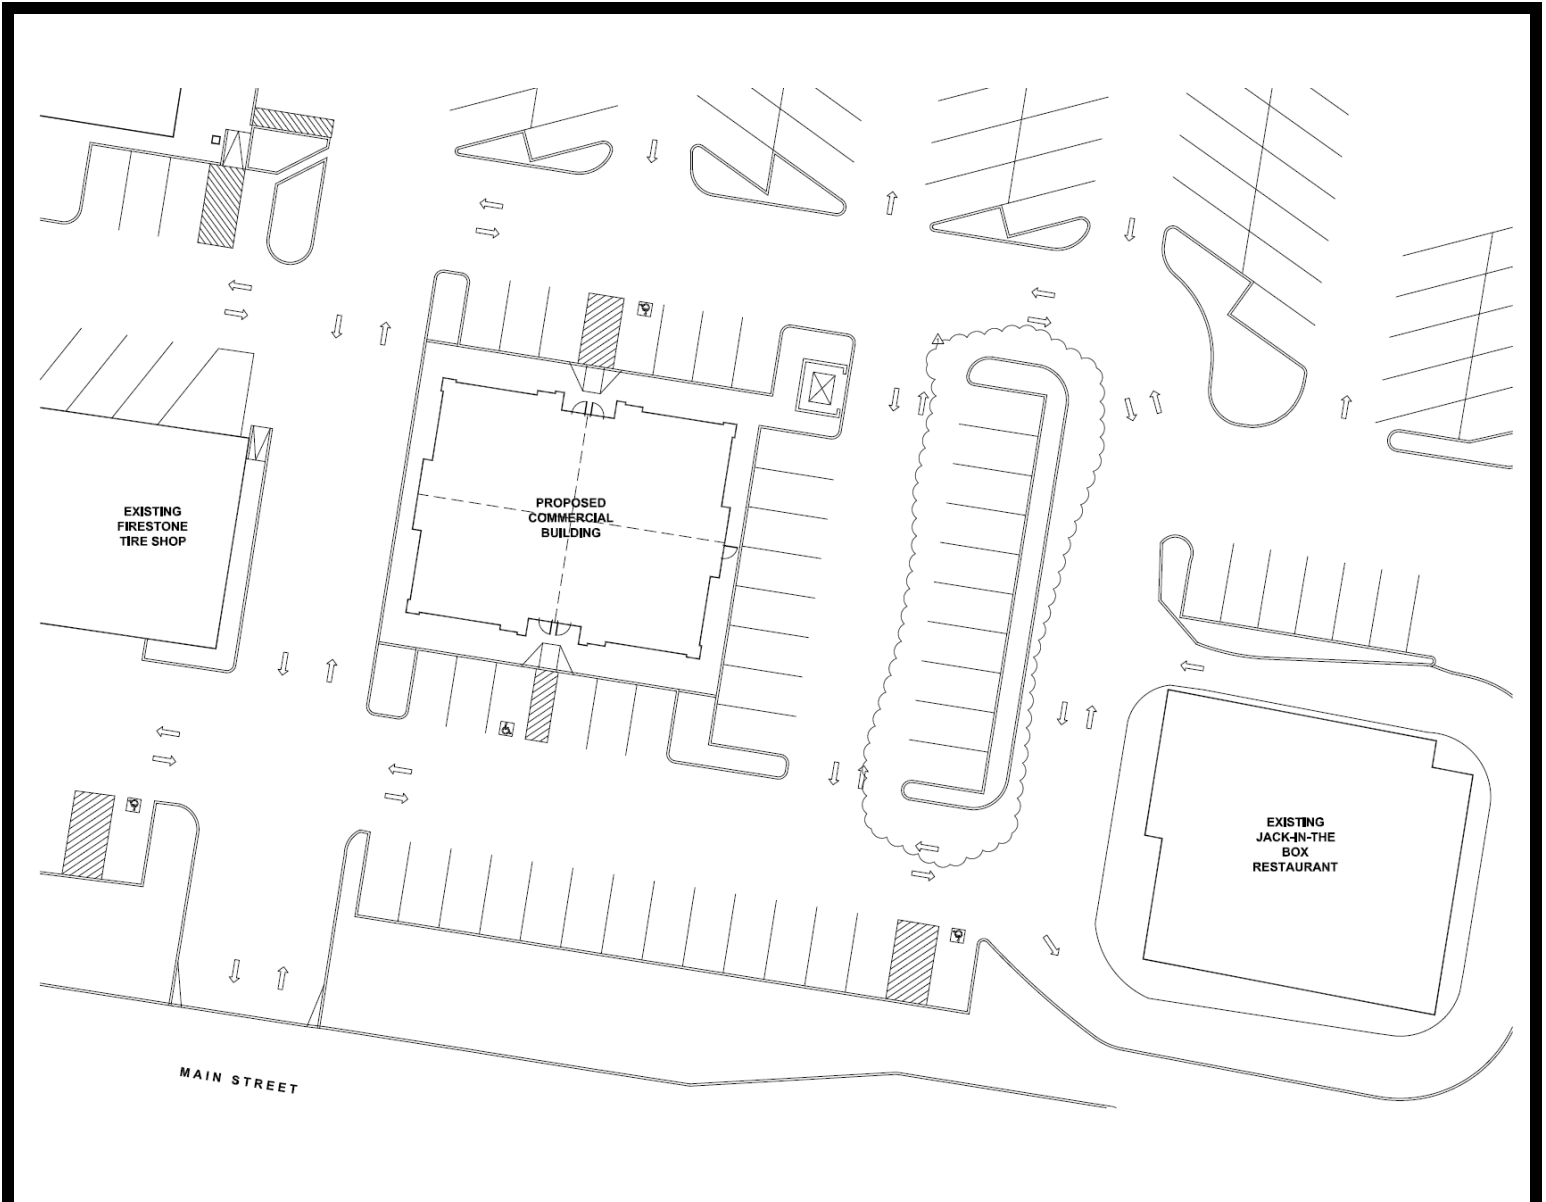 EXISTING
FIRESTONE
TIRE SHOP
PROPOSED
COMMERCIAL
BUILDING
EXISTING
JACK-IN-THE
BOX
RESTAURANT
MAIN STREET